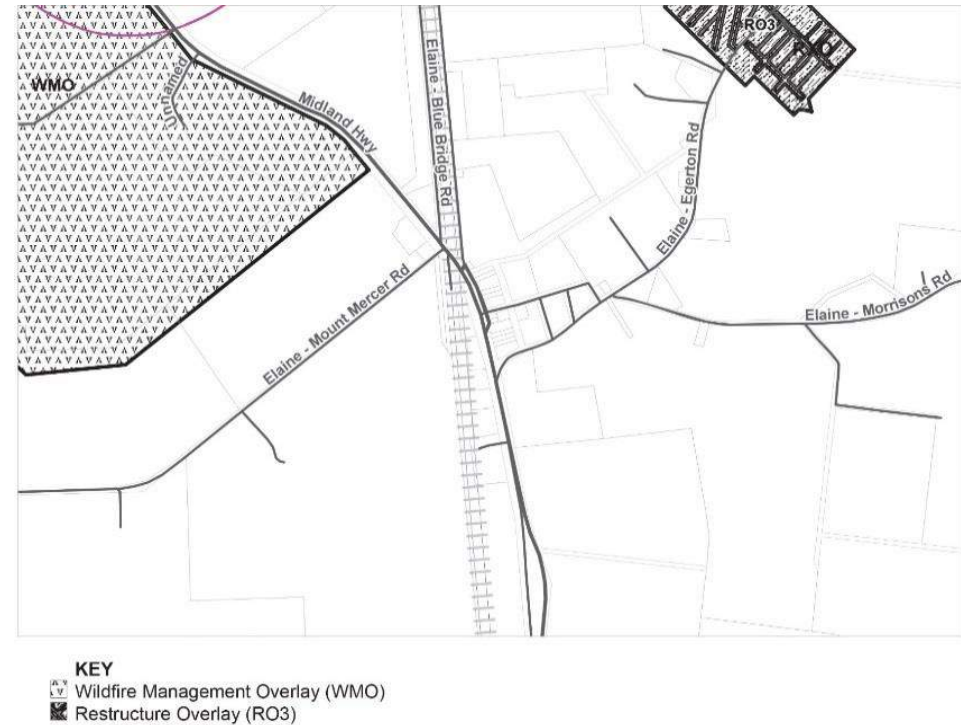 RO3
WMO
Unnamed
Midland Hwy
Elaine - Blue Bridge Rd
Elaine - Egerton Rd
Elaine - Mount Mercer Rd
Elaine - Morrisons Rd
KEY
Wildfire Management Overlay (WMO)
Restructure Overlay (RO3)